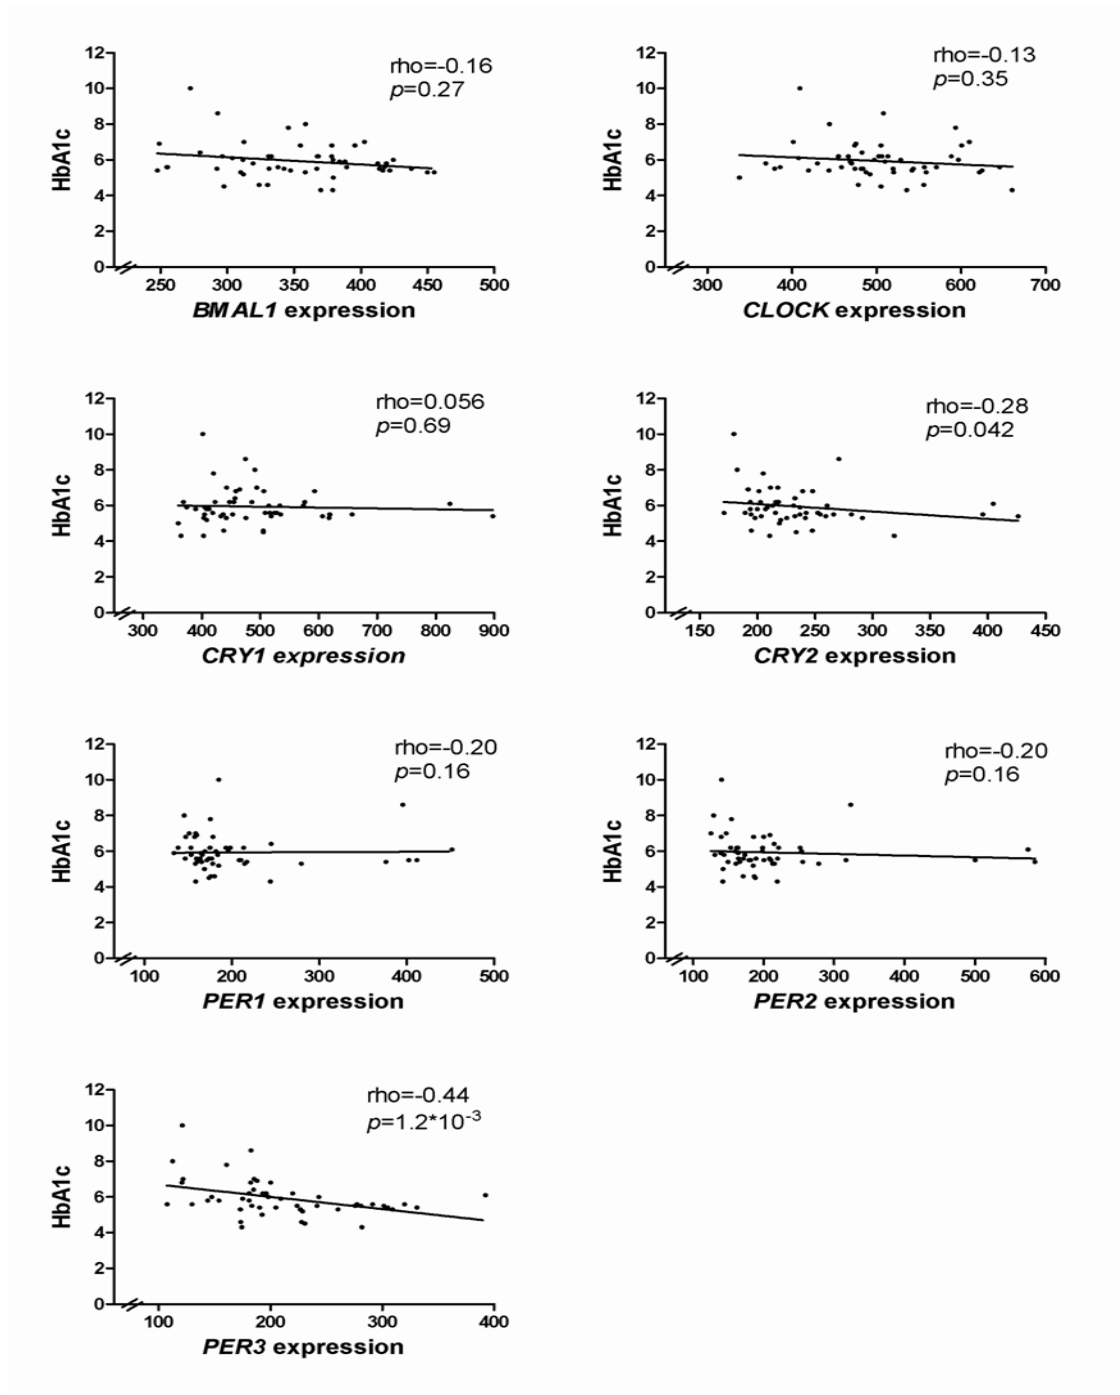 rho=-0.16
p=0.27
12
10
8
6
4
2
0
HbA1c
250 300 350 400 450 500
BMAL1 expression
rho=-0.13
p=0.35
12
10
8
6
4
2
0
HbA1c
300 400 500 600 700
CLOCK expression
rho=0.056
p=0.69
12
10
8
6
4
2
0
HbA1c
300 400 500 600 700 800 900
CRY1 expression
rho=-0.28
p=0.042
12
10
8
6
4
2
0
HbA1c
150 200 250 300 350 400 450
CRY2 expression
rho=-0.20
p=0.16
12
10
8
6
4
2
0
HbA1c
100 200 300 400 500
PER1 expression
rho=-0.20
p=0.16
12
10
8
6
4
2
0
HbA1c
100 200 300 400 500 600
PER2 expression
rho=-0.44
p=1.2*10⁻³
12
10
8
6
4
2
0
HbA1c
100 200 300 400
PER3 expression